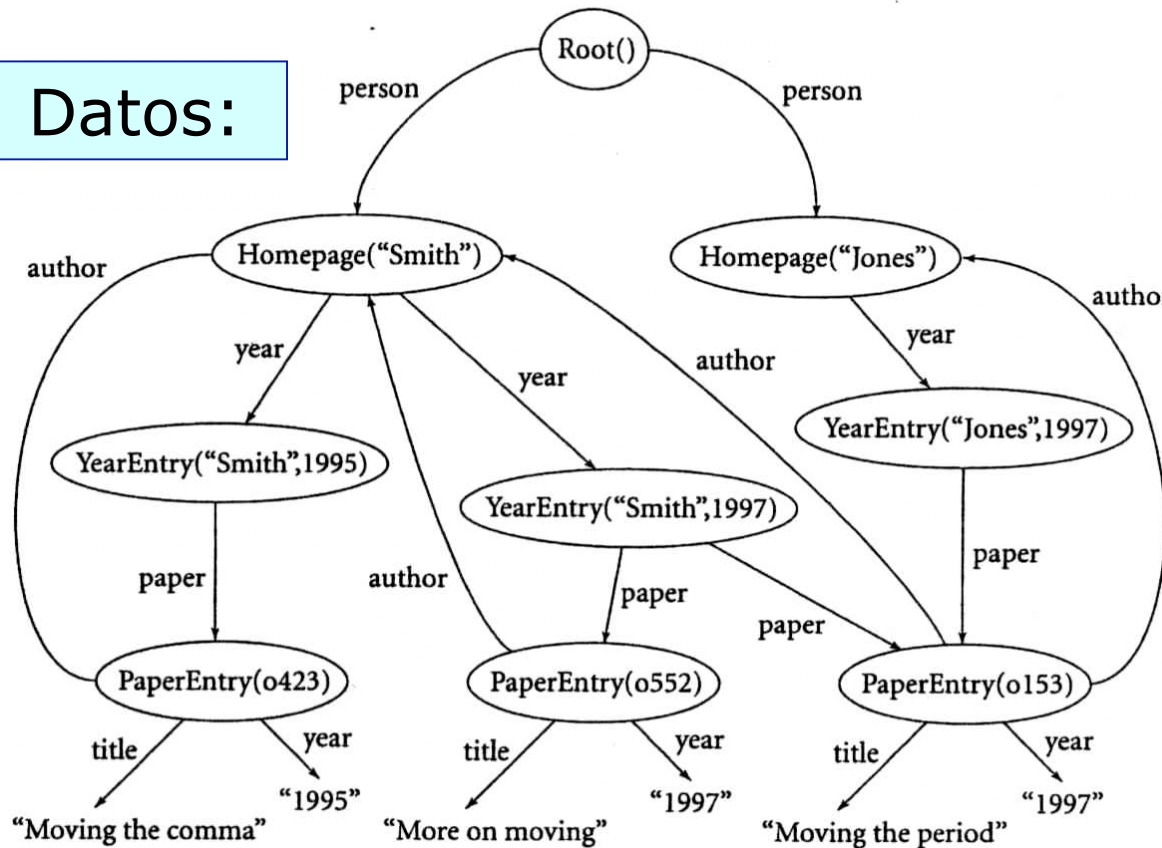 Root()
Datos:
person
person
Homepage("Smith")
Homepage("Jones")
author
autho
year
year
author
year
YearEntry("Smith",1995)
YearEntry("Jones",1997)
YearEntry("Smith",1997)
paper
author
paper
paper
paper
PaperEntry(o423)
PaperEntry(o552)
PaperEntry(o153)
title
year
title
year
title
year
"1995"
"1997"
"1997"
"Moving the comma"
"More on moving"
"Moving the period"